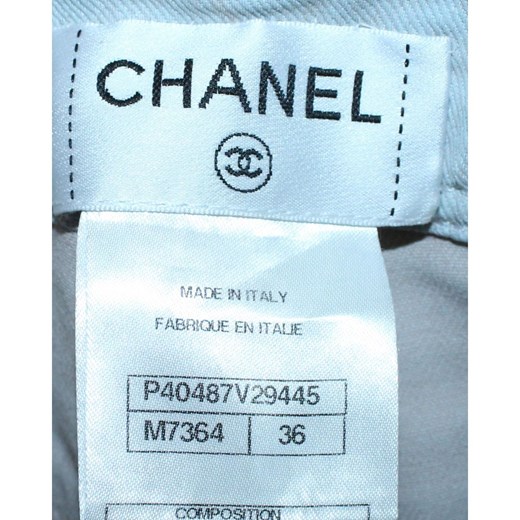 CHANEL
MADE IN ITALY
FABRIQUE EN ITALIE
P40487V29445
M7364 36
COMPOSITION